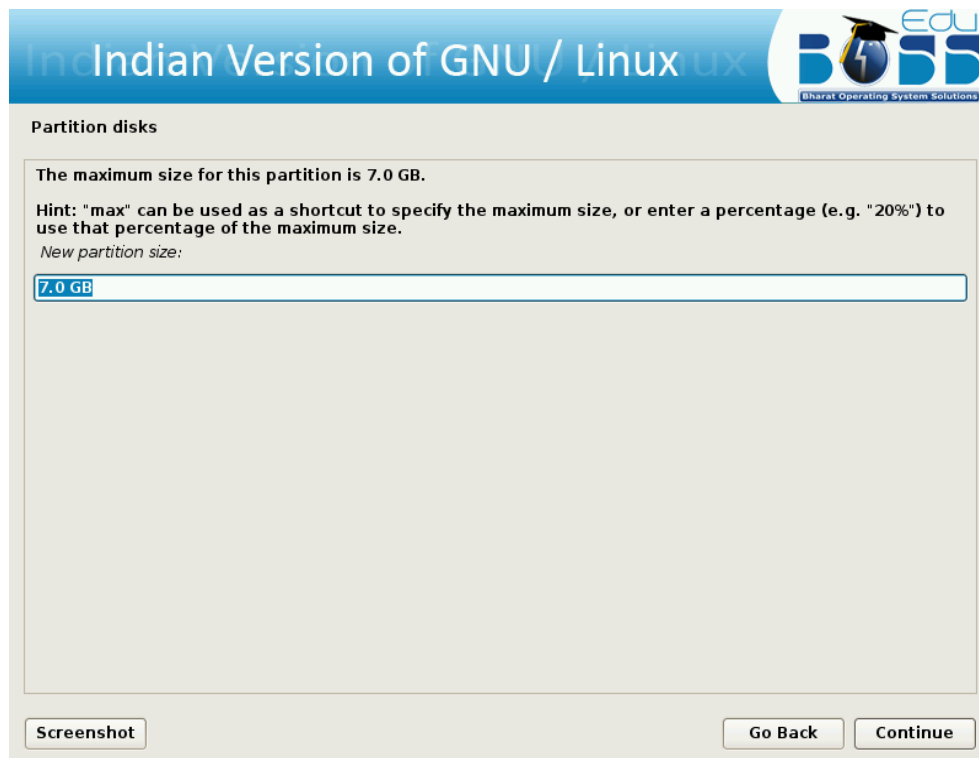 Indian Version of GNU / Linux
Edu
BOSS
Bharat Operating System Solutions
Partition disks
The maximum size for this partition is 7.0 GB.
Hint: "max" can be used as a shortcut to specify the maximum size, or enter a percentage (e.g. "20%") to
use that percentage of the maximum size.
New partition size:
7.0 GB
Screenshot
Go Back
Continue